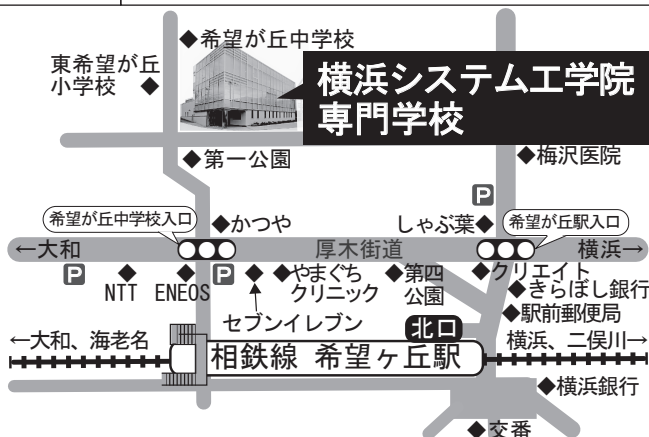 ◆希望が丘中学校
東希望が丘
小学校 ◆
横浜システム工学院
専門学校
◆第一公園
◆梅沢医院
P
希望が丘中学校入口
◆かつや
しゃぶ葉◆
希望が丘駅入口
←大和
厚木街道
横浜→
P
◆
NTT
◆
ENEOS
P
◆
セブンイレブン
◆やまぐち
クリニック
◆第四
公園
◆クリエイト
◆きらぼし銀行
◆駅前郵便局
北口
←大和、海老名
横浜、二俣川→
相鉄線 希望ヶ丘駅
◆横浜銀行
◆交番